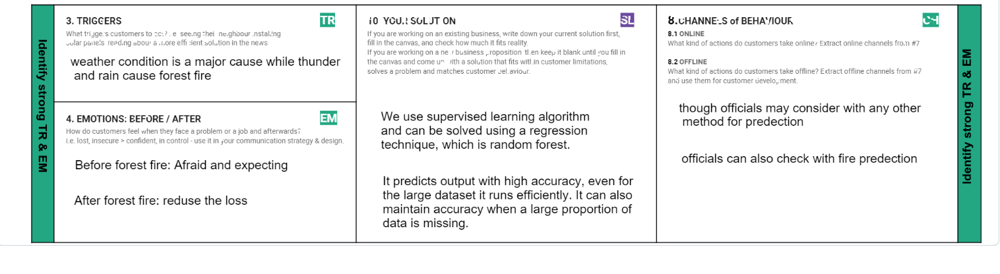 Identify strong TR & EM
3. TRIGGERS
TR
What triggers customers to act? i.e. seeing their neighbour installing
solar panels, reading about a more efficient solution in the news
weather condition is a major cause while thunder
and rain cause forest fire
4. EMOTIONS: BEFORE / AFTER
EM
How do customers feel when they face a problem or a job and afterwards?
i.e. lost, insecure > confident, in control - use it in your communication strategy & design.
Before forest fire: Afraid and expecting
After forest fire: reduse the loss
10 YOUR SOLUTION
SL
If you are working on an existing business, write down your current solution first,
fill in the canvas, and check how much it fits reality.
If you are working on a new business proposition then keep it blank until you fill in
the canvas and come up with a solution that fits within customer limitations,
solves a problem and matches customer behaviour.
We use supervised learning algorithm
and can be solved using a regression
technique, which is random forest.
It predicts output with high accuracy, even for
the large dataset it runs efficiently. It can also
maintain accuracy when a large proportion of
data is missing.
8.CHANNELS of BEHAVIOUR
CH
8.1 ONLINE
What kind of actions do customers take online? Extract online channels from #7
8.2 OFFLINE
What kind of actions do customers take offline? Extract offline channels from #7
and use them for customer development.
though officials may consider with any other
method for predection
officials can also check with fire predection
Identify strong TR & EM